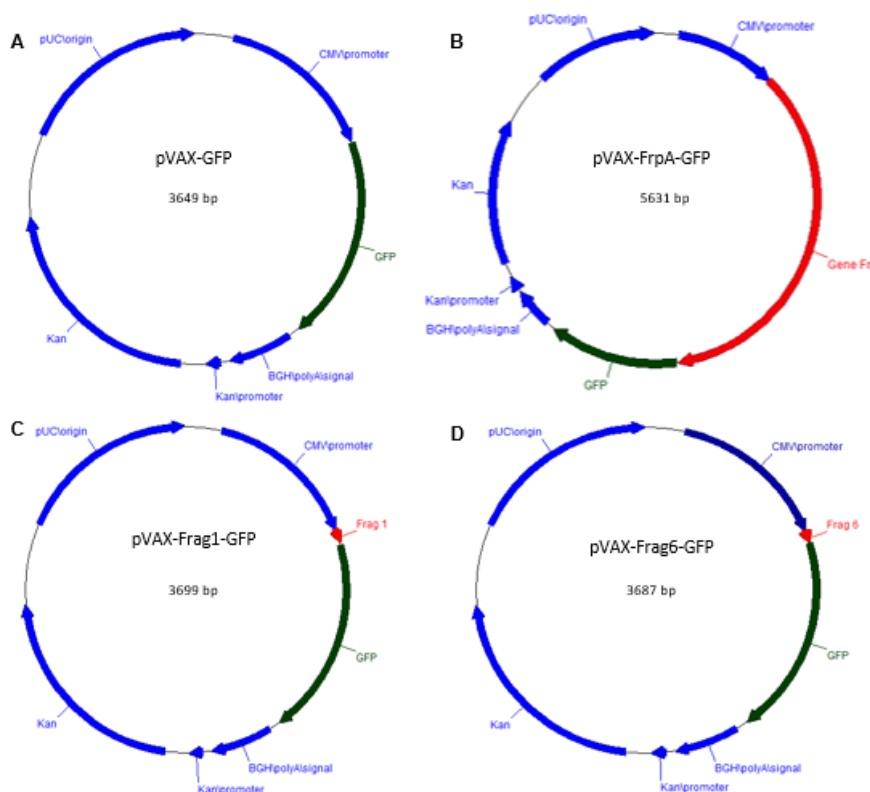 A
pUC\origin
CMV\promoter
pVAX-GFP
3649 bp
GFP
Kan
BGH\polyA\signal
Kan\promoter
B
pUC\origin
CMV\promoter
pVAX-FrpA-GFP
5631 bp
Kan
Gene Fr
Kan\promoter
BGH\polyA\signal
GFP
C
pUC\origin
CMV\promoter
Frag 1
pVAX-Frag1-GFP
3699 bp
GFP
Kan
BGH\polyA\signal
Kan\promoter
D
pUC\origin
CMV\promoter
Frag 6
pVAX-Frag6-GFP
3687 bp
GFP
Kan
BGH\polyA\signal
Kan\promoter